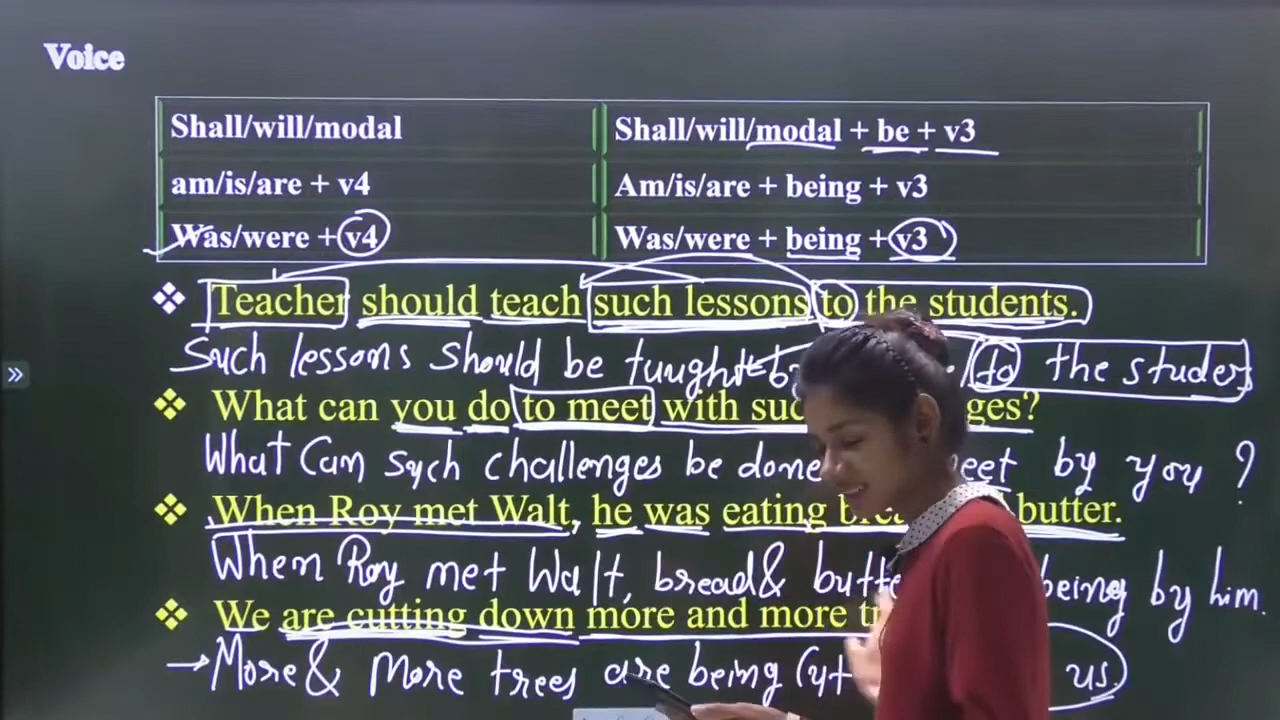 Voice
Shall/will/modal Shall/will/modal + be + v3
am/is/are + v4 Am/is/are + being + v3
Was/were + v4 Was/were + being + v3
❖ Teacher should teach such lessons to the students.
Such lessons should be tught to the studes
❖ What can you do to meet with ges?
What Can such challenges be done eet by you ?
❖ When Roy met Walt, he was eating butter.
When Roy met Walt, bread & being by him.
❖ We are cutting down more and more
→ More & More trees are being Cut us.
»